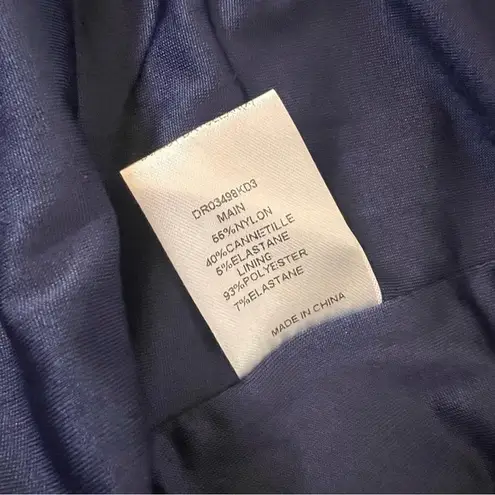 DR03498KD3
MAIN
55%NYLON
40%CANNETILLE
5%ELASTANE
LINING
93%POLYESTER
7%ELASTANE
MADE IN CHINA